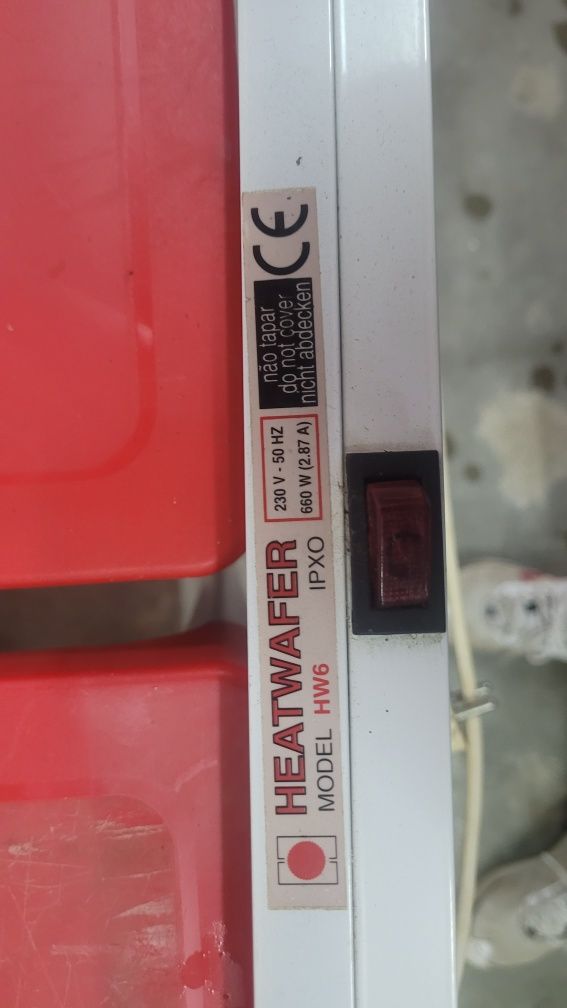 HEATWAFER
MODEL HW6 IPXO
230 V - 50 HZ
660 W (2.87 A)
não tapar
do not cover
nicht abdecken
CE